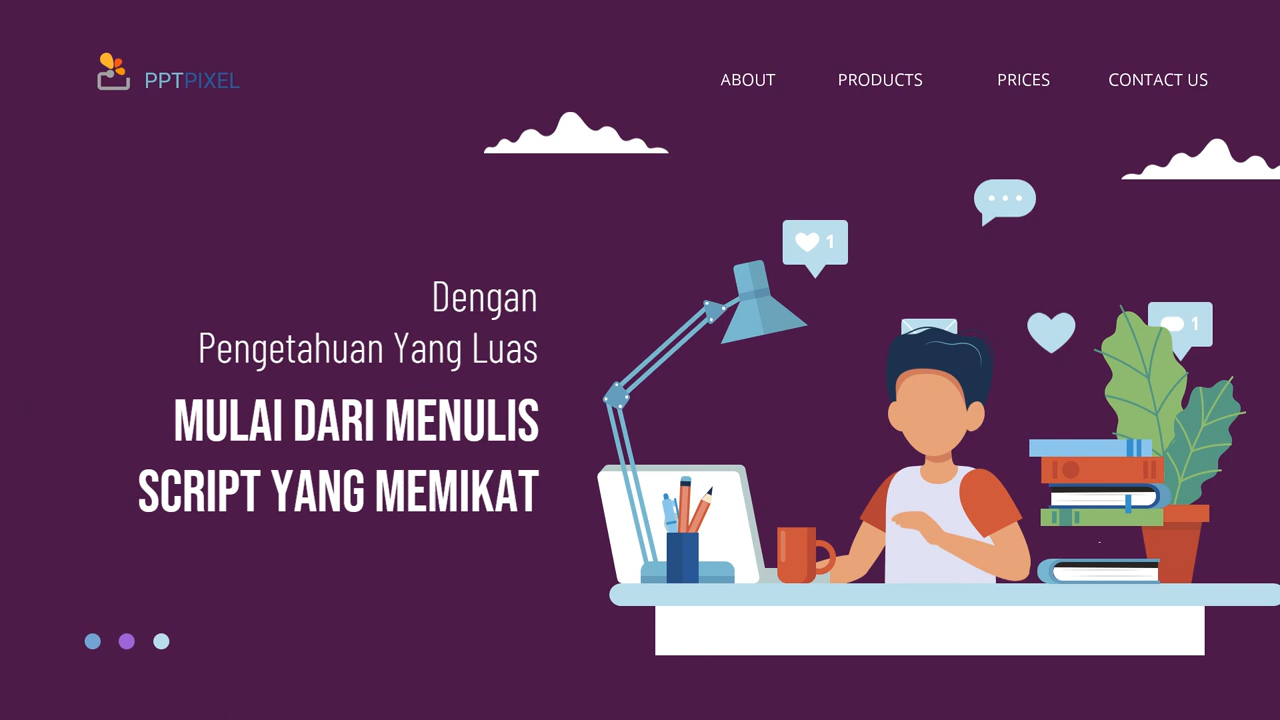 PPTPIXEL
ABOUT PRODUCTS PRICES CONTACT US
1
1
Dengan
Pengetahuan Yang Luas
MULAI DARI MENULIS
SCRIPT YANG MEMIKAT